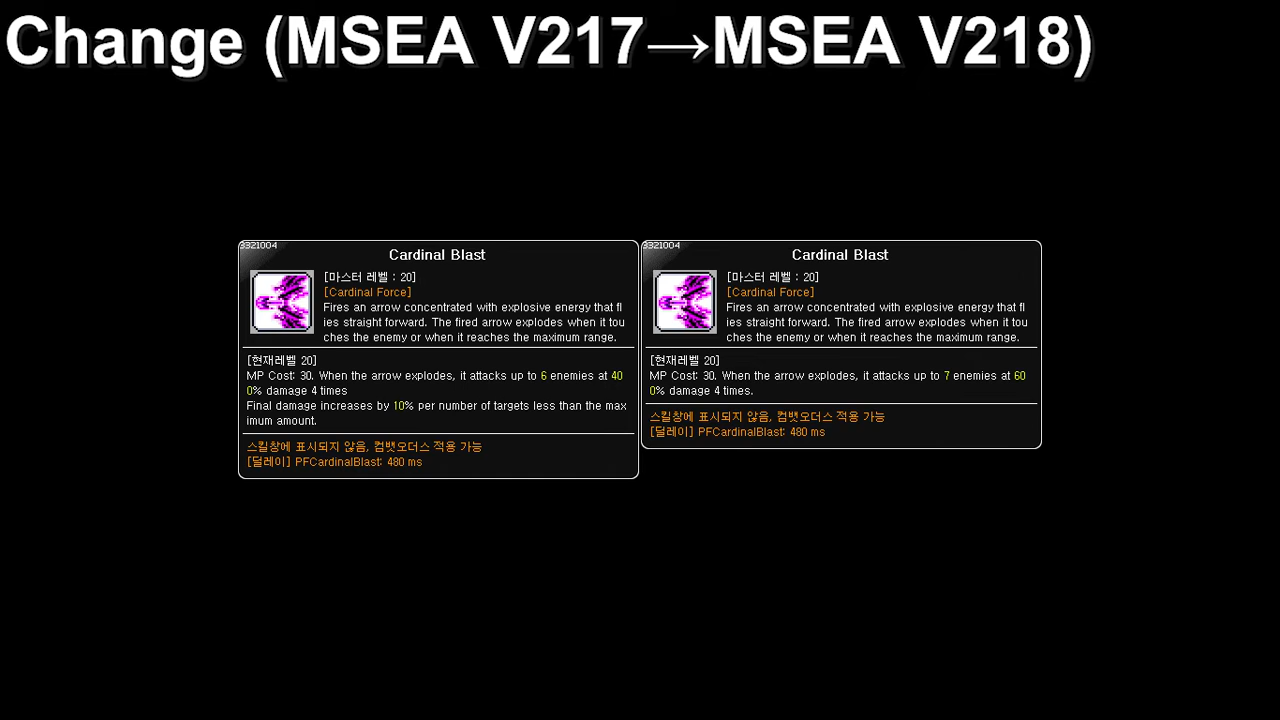 Change (MSEA V217→MSEA V218)
3321004
Cardinal Blast
[마스터 레벨 : 20]
[Cardinal Force]
Fires an arrow concentrated with explosive energy that fl
ies straight forward. The fired arrow explodes when it tou
ches the enemy or when it reaches the maximum range.
[현재레벨 20]
MP Cost: 30. When the arrow explodes, it attacks up to 6 enemies at 40
0% damage 4 times
Final damage increases by 10% per number of targets less than the max
imum amount.
스킬창에 표시되지 않음, 컴뱃오더스 적용 가능
[딜레이] PFCardinalBlast: 480 ms
3321004
Cardinal Blast
[마스터 레벨 : 20]
[Cardinal Force]
Fires an arrow concentrated with explosive energy that fl
ies straight forward. The fired arrow explodes when it tou
ches the enemy or when it reaches the maximum range.
[현재레벨 20]
MP Cost: 30. When the arrow explodes, it attacks up to 7 enemies at 60
0% damage 4 times.
스킬창에 표시되지 않음, 컴뱃오더스 적용 가능
[딜레이] PFCardinalBlast: 480 ms